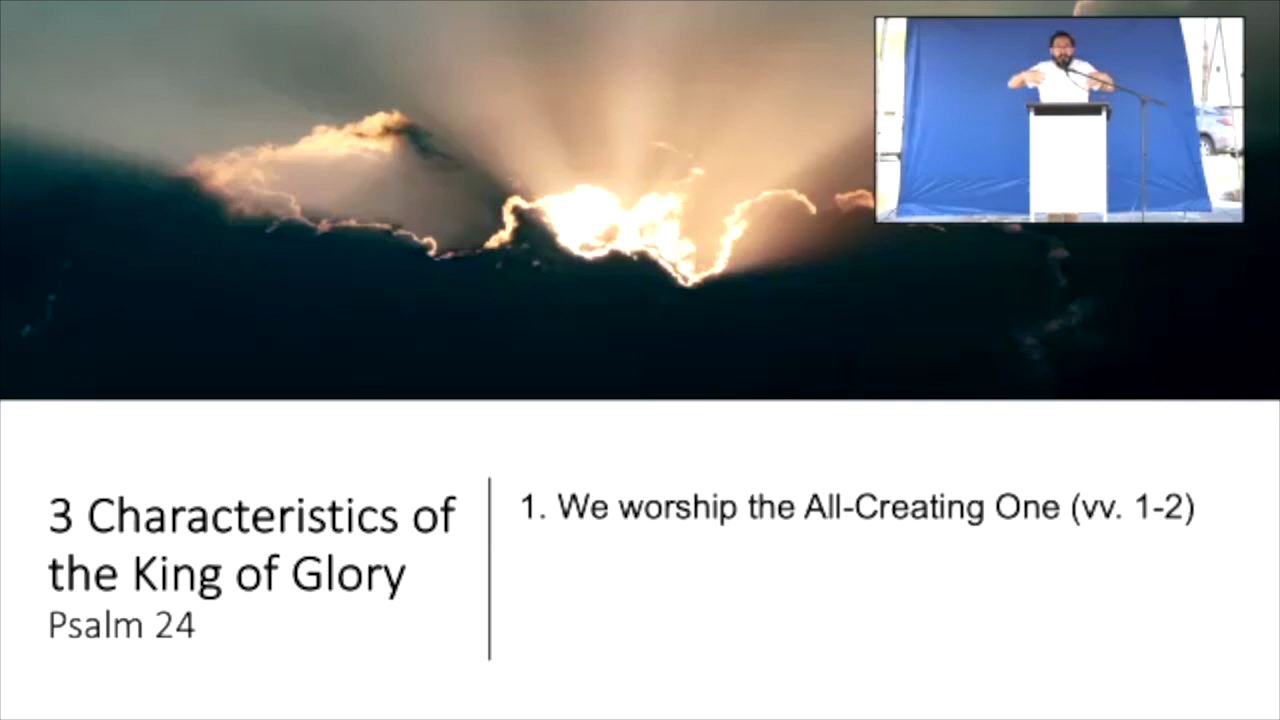 3 Characteristics of
the King of Glory
Psalm 24
1. We worship the All-Creating One (vv. 1-2)